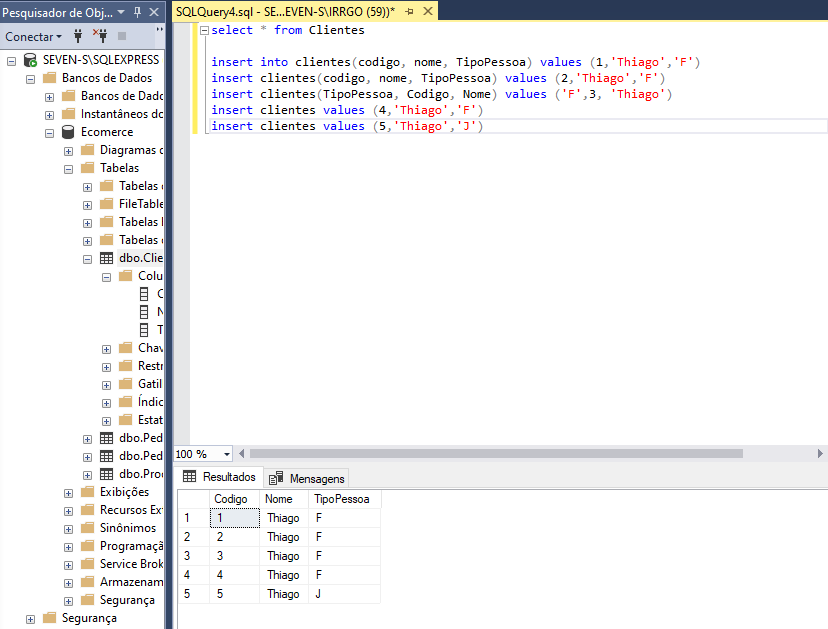 Pesquisador de Obj...
Conectar
SEVEN-S\SQLEXPRESS
Bancos de Dados
Bancos de Dado
Instantâneos do
Ecomerce
Diagramas
Tabelas
Tabelas
FileTable
Tabelas
Tabelas
dbo.Clie
Colu
C
N
T
Chav
Restr
Gatil
Índic
Estat
dbo.Ped
dbo.Ped
dbo.Pro
Exibições
Recursos Ex
Sinônimos
Programaçã
Service Brok
Armazenam
Segurança
Segurança
SQLQuery4.sql - SE...EVEN-S\IRRGO (59))*
select * from Clientes
insert into clientes(codigo, nome, TipoPessoa) values (1,'Thiago','F')
insert clientes(codigo, nome, TipoPessoa) values (2,'Thiago','F')
insert clientes(TipoPessoa, Codigo, Nome) values ('F',3, 'Thiago')
insert clientes values (4,'Thiago','F')
insert clientes values (5,'Thiago','J')
100 %
Resultados Mensagens
Codigo Nome TipoPessoa
1 1 Thiago F
2 2 Thiago F
3 3 Thiago F
4 4 Thiago F
5 5 Thiago J